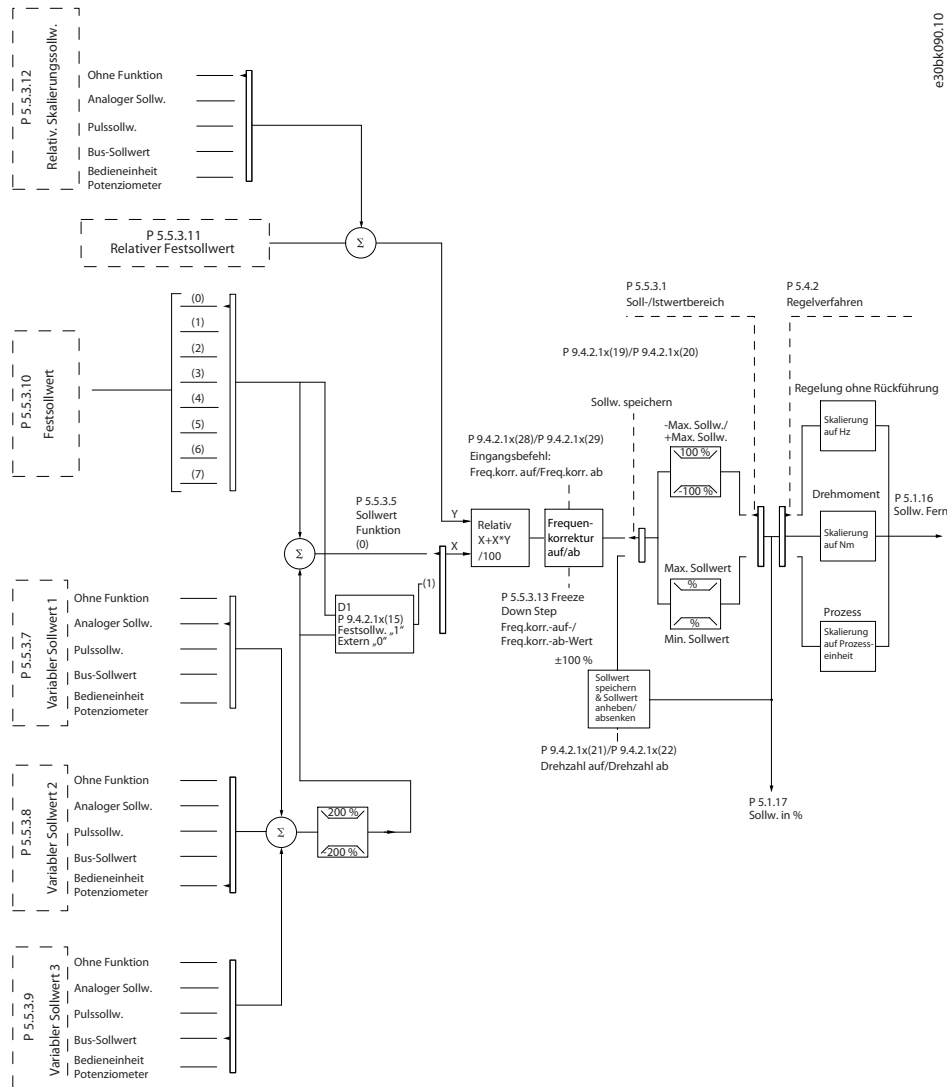 e30bk090.10
P 5.5.3.12
Relativ. Skalierungssollw.
Ohne Funktion
Analoger Sollw.
Pulssollw.
Bus-Sollwert
Bedieneinheit
Potenziometer
P 5.5.3.11
Relativer Festsollwert
Σ
P 5.5.3.10
Festsollwert
(0)
(1)
(2)
(3)
(4)
(5)
(6)
(7)
P 5.5.3.7
Variabler Sollwert 1
Ohne Funktion
Analoger Sollw.
Pulssollw.
Bus-Sollwert
Bedieneinheit
Potenziometer
P 5.5.3.8
Variabler Sollwert 2
Ohne Funktion
Analoger Sollw.
Pulssollw.
Bus-Sollwert
Bedieneinheit
Potenziometer
P 5.5.3.9
Variabler Sollwert 3
Ohne Funktion
Analoger Sollw.
Pulssollw.
Bus-Sollwert
Bedieneinheit
Potenziometer
Σ
200 %
-200 %
Σ
P 5.5.3.5
Sollwert
Funktion
(0)
(1)
D1
P 9.4.2.1x(15)
Festsollw. „1“
Extern „0“
Y
X
Relativ
X+X*Y
/100
P 9.4.2.1x(28)/P 9.4.2.1x(29)
Eingangsbefehl:
Freq.korr. auf/Freq.korr. ab
Frequen-
korrektur
auf/ab
P 5.5.3.13 Freeze
Down Step
Freq.korr.-auf-/
Freq.korr.-ab-Wert
±100 %
Sollwert
speichern
& Sollwert
anheben/
absenken
P 9.4.2.1x(21)/P 9.4.2.1x(22)
Drehzahl auf/Drehzahl ab
P 9.4.2.1x(19)/P 9.4.2.1x(20)
Sollw. speichern
P 5.5.3.1
Soll-/Istwertbereich
-Max. Sollw./
+Max. Sollw.
100 %
-100 %
Max. Sollwert
%
%
Min. Sollwert
P 5.4.2
Regelverfahren
Regelung ohne Rückführung
Skalierung
auf Hz
Drehmoment
Skalierung
auf Nm
Prozess
Skalierung
auf Prozess-
einheit
P 5.1.16
Sollw. Fern
P 5.1.17
Sollw. in %